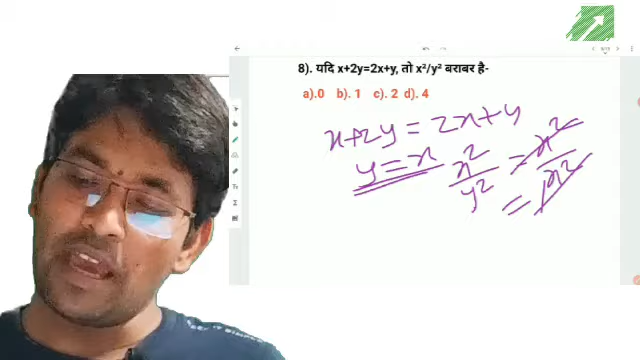 8). यदि x+2y=2x+y, तो x²/y² बराबर है-
a).0 b). 1 c). 2 d). 4
x+2y = 2x+y
y = x x²/y² = x²/x²
=